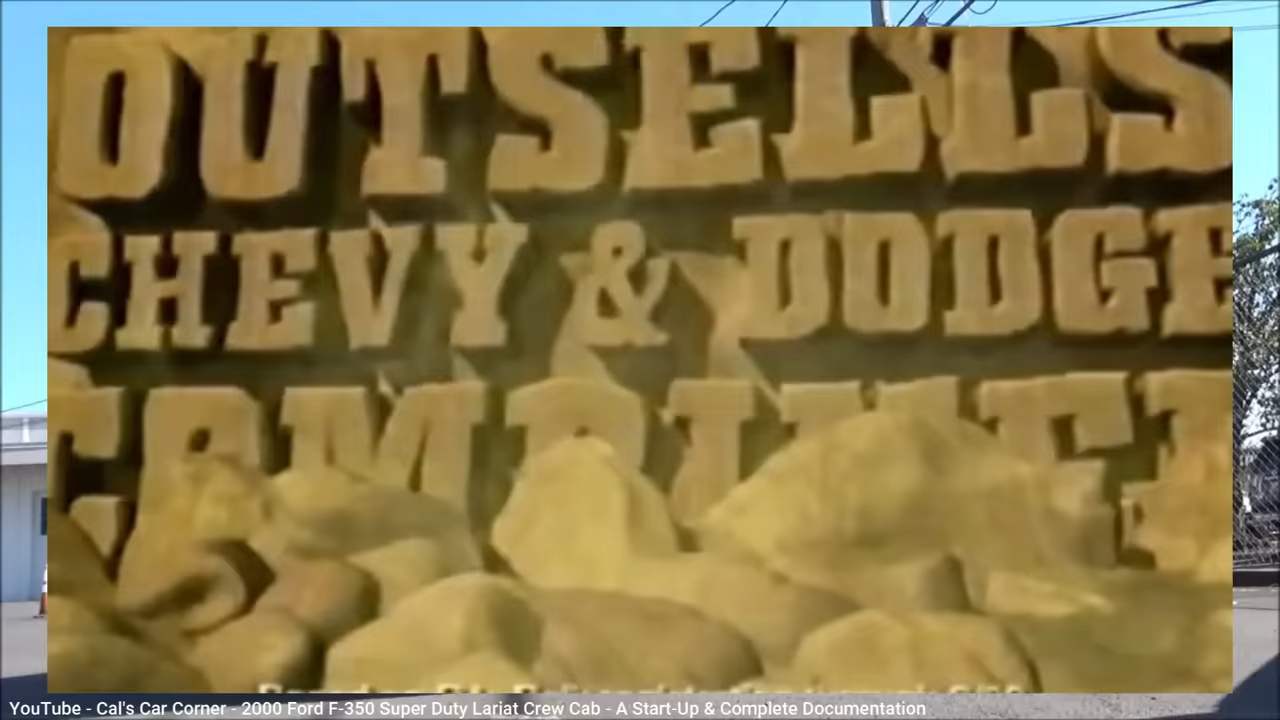 OUTSELLS
CHEVY & DODGE
COMBINED
YouTube - Cal's Car Corner - 2000 Ford F-350 Super Duty Lariat Crew Cab - A Start-Up & Complete Documentation